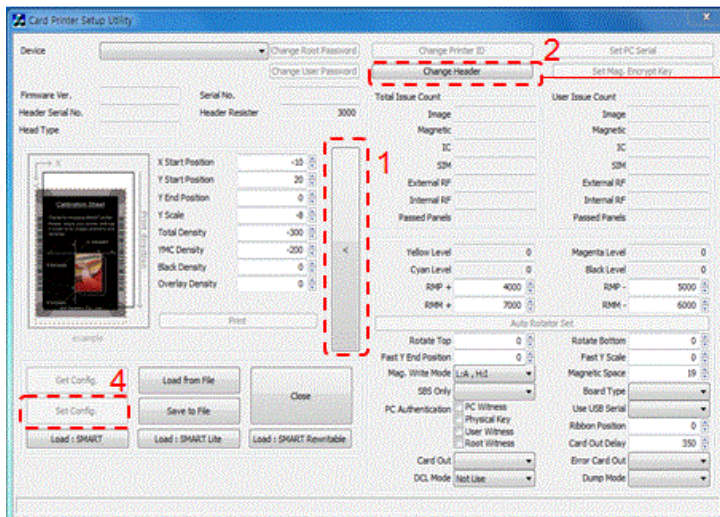 Card Printer Setup Utility
Device
Change Root Password
Change Printer ID
Set PC Serial
2
Change User Password
Change Header
Set Mag. Encrypt Key
Firmware Ver.
Serial No.
Total Issue Count
User Issue Count
Header Serial No.
Header Resister
3000
Image
Image
Head Type
Magnetic
Magnetic
IC
IC
1
X Start Position
-10
SIM
SIM
Y Start Position
20
External RF
External RF
Y End Position
0
Internal RF
Internal RF
Y Scale
-8
Passed Panels
Passed Panels
Calibration Sheet
Total Density
-300
YMC Density
-200
<
Yellow Level
0
Magenta Level
0
Black Density
0
Cyan Level
0
Black Level
0
Overlay Density
0
RMP +
4000
RMP -
5000
RMM +
7000
RMM -
6000
Print
Auto Rotator Set
example
Rotate Top
0
Rotate Bottom
0
Fast Y End Position
0
Fast Y Scale
0
4
Get Config.
Load from File
Close
Mag. Write Mode
L:A , H:I
Magnetic Space
19
SBS Only
Board Type
Set Config.
Save to File
PC Authentication
PC Witness
Use USB Serial
Physical Key
Ribbon Position
0
User Witness
Load : SMART
Load : SMART Lite
Load : SMART Rewritable
Root Witness
Card Out Delay
350
Card Out
Error Card Out
DCL Mode
Not Use
Dump Mode